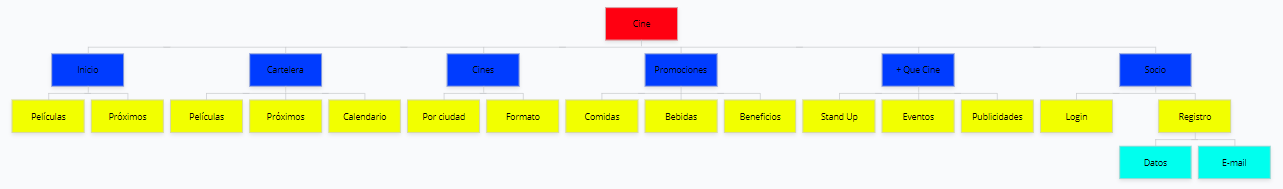 Cine
Inicio
Cartelera
Cines
Promociones
+ Que Cine
Socio
Películas
Próximos
Películas
Próximos
Calendario
Por ciudad
Formato
Comidas
Bebidas
Beneficios
Stand Up
Eventos
Publicidades
Login
Registro
Datos
E-mail